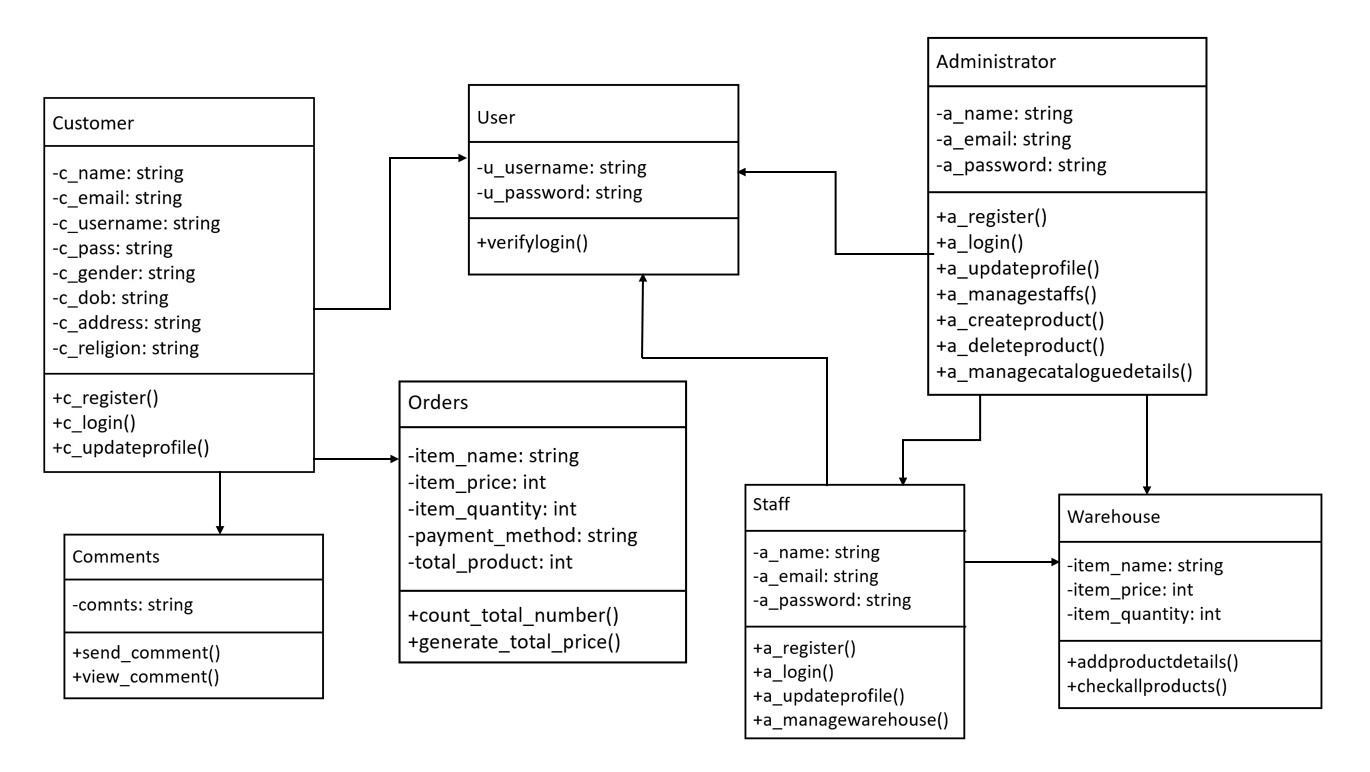 Customer
-c_name: string
-c_email: string
-c_username: string
-c_pass: string
-c_gender: string
-c_dob: string
-c_address: string
-c_religion: string
+c_register()
+c_login()
+c_updateprofile()
User
-u_username: string
-u_password: string
+verifylogin()
Administrator
-a_name: string
-a_email: string
-a_password: string
+a_register()
+a_login()
+a_updateprofile()
+a_managestaffs()
+a_createproduct()
+a_deleteproduct()
+a_managecataloguedetails()
Comments
-comnts: string
+send_comment()
+view_comment()
Orders
-item_name: string
-item_price: int
-item_quantity: int
-payment_method: string
-total_product: int
+count_total_number()
+generate_total_price()
Staff
-a_name: string
-a_email: string
-a_password: string
+a_register()
+a_login()
+a_updateprofile()
+a_managewarehouse()
Warehouse
-item_name: string
-item_price: int
-item_quantity: int
+addproductdetails()
+checkallproducts()